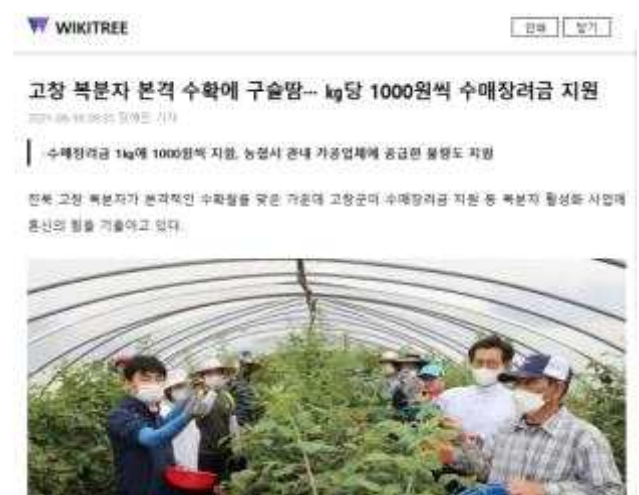 WIKITREE
인쇄 닫기
고창 복분자 본격 수확에 구슬땀… ㎏당 1000원씩 수매장려금 지원
수매장려금 1㎏에 1000원씩 지원, 농협서 관내 가공업체에 공급한 물량도 지원
전북 고창 복분자가 본격적인 수확철을 맞은 가운데 고창군이 수매장려금 지원 등 복분자 활성화 사업에
혼신의 힘을 기울이고 있다.